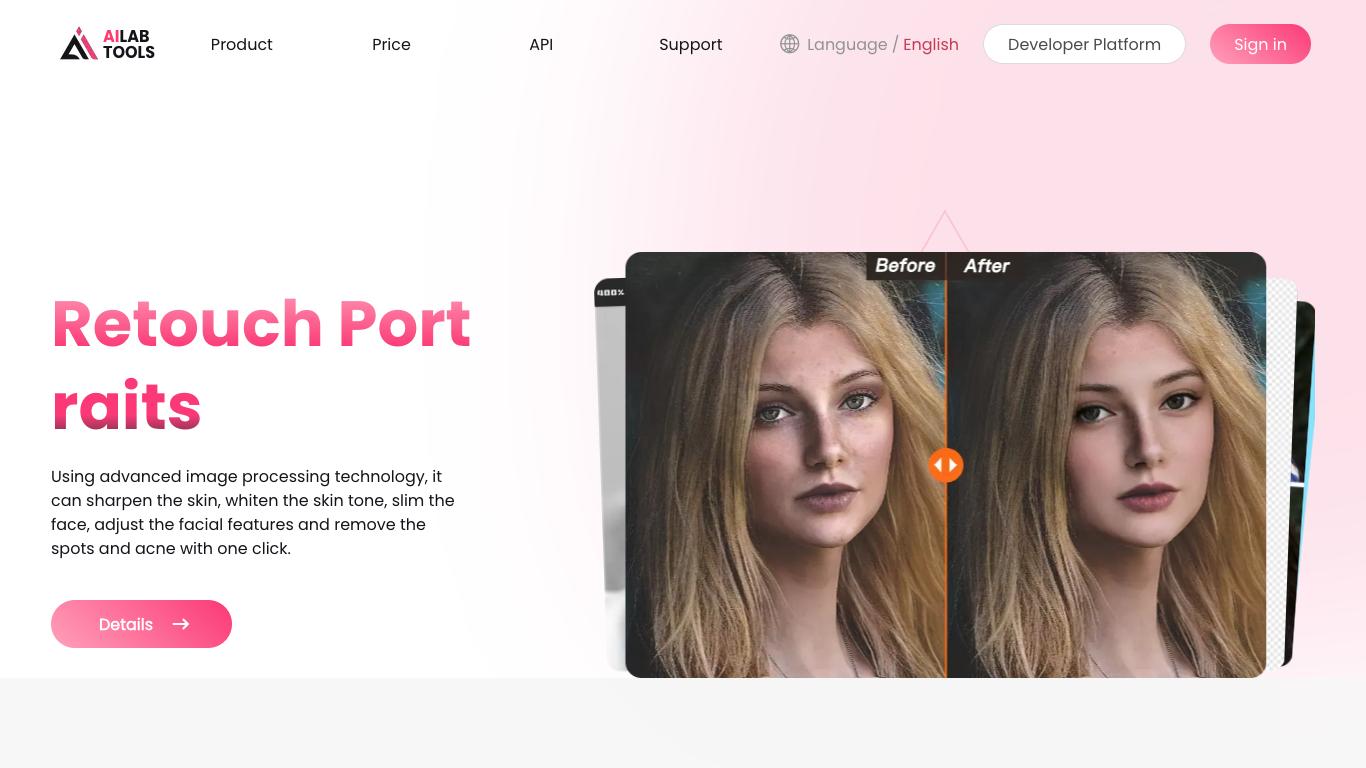 AILAB
TOOLS
Product
Price
API
Support
Language / English
Developer Platform
Sign in
Before
After
400%
Retouch Port
raits
Using advanced image processing technology, it
can sharpen the skin, whiten the skin tone, slim the
face, adjust the facial features and remove the
spots and acne with one click.
Details